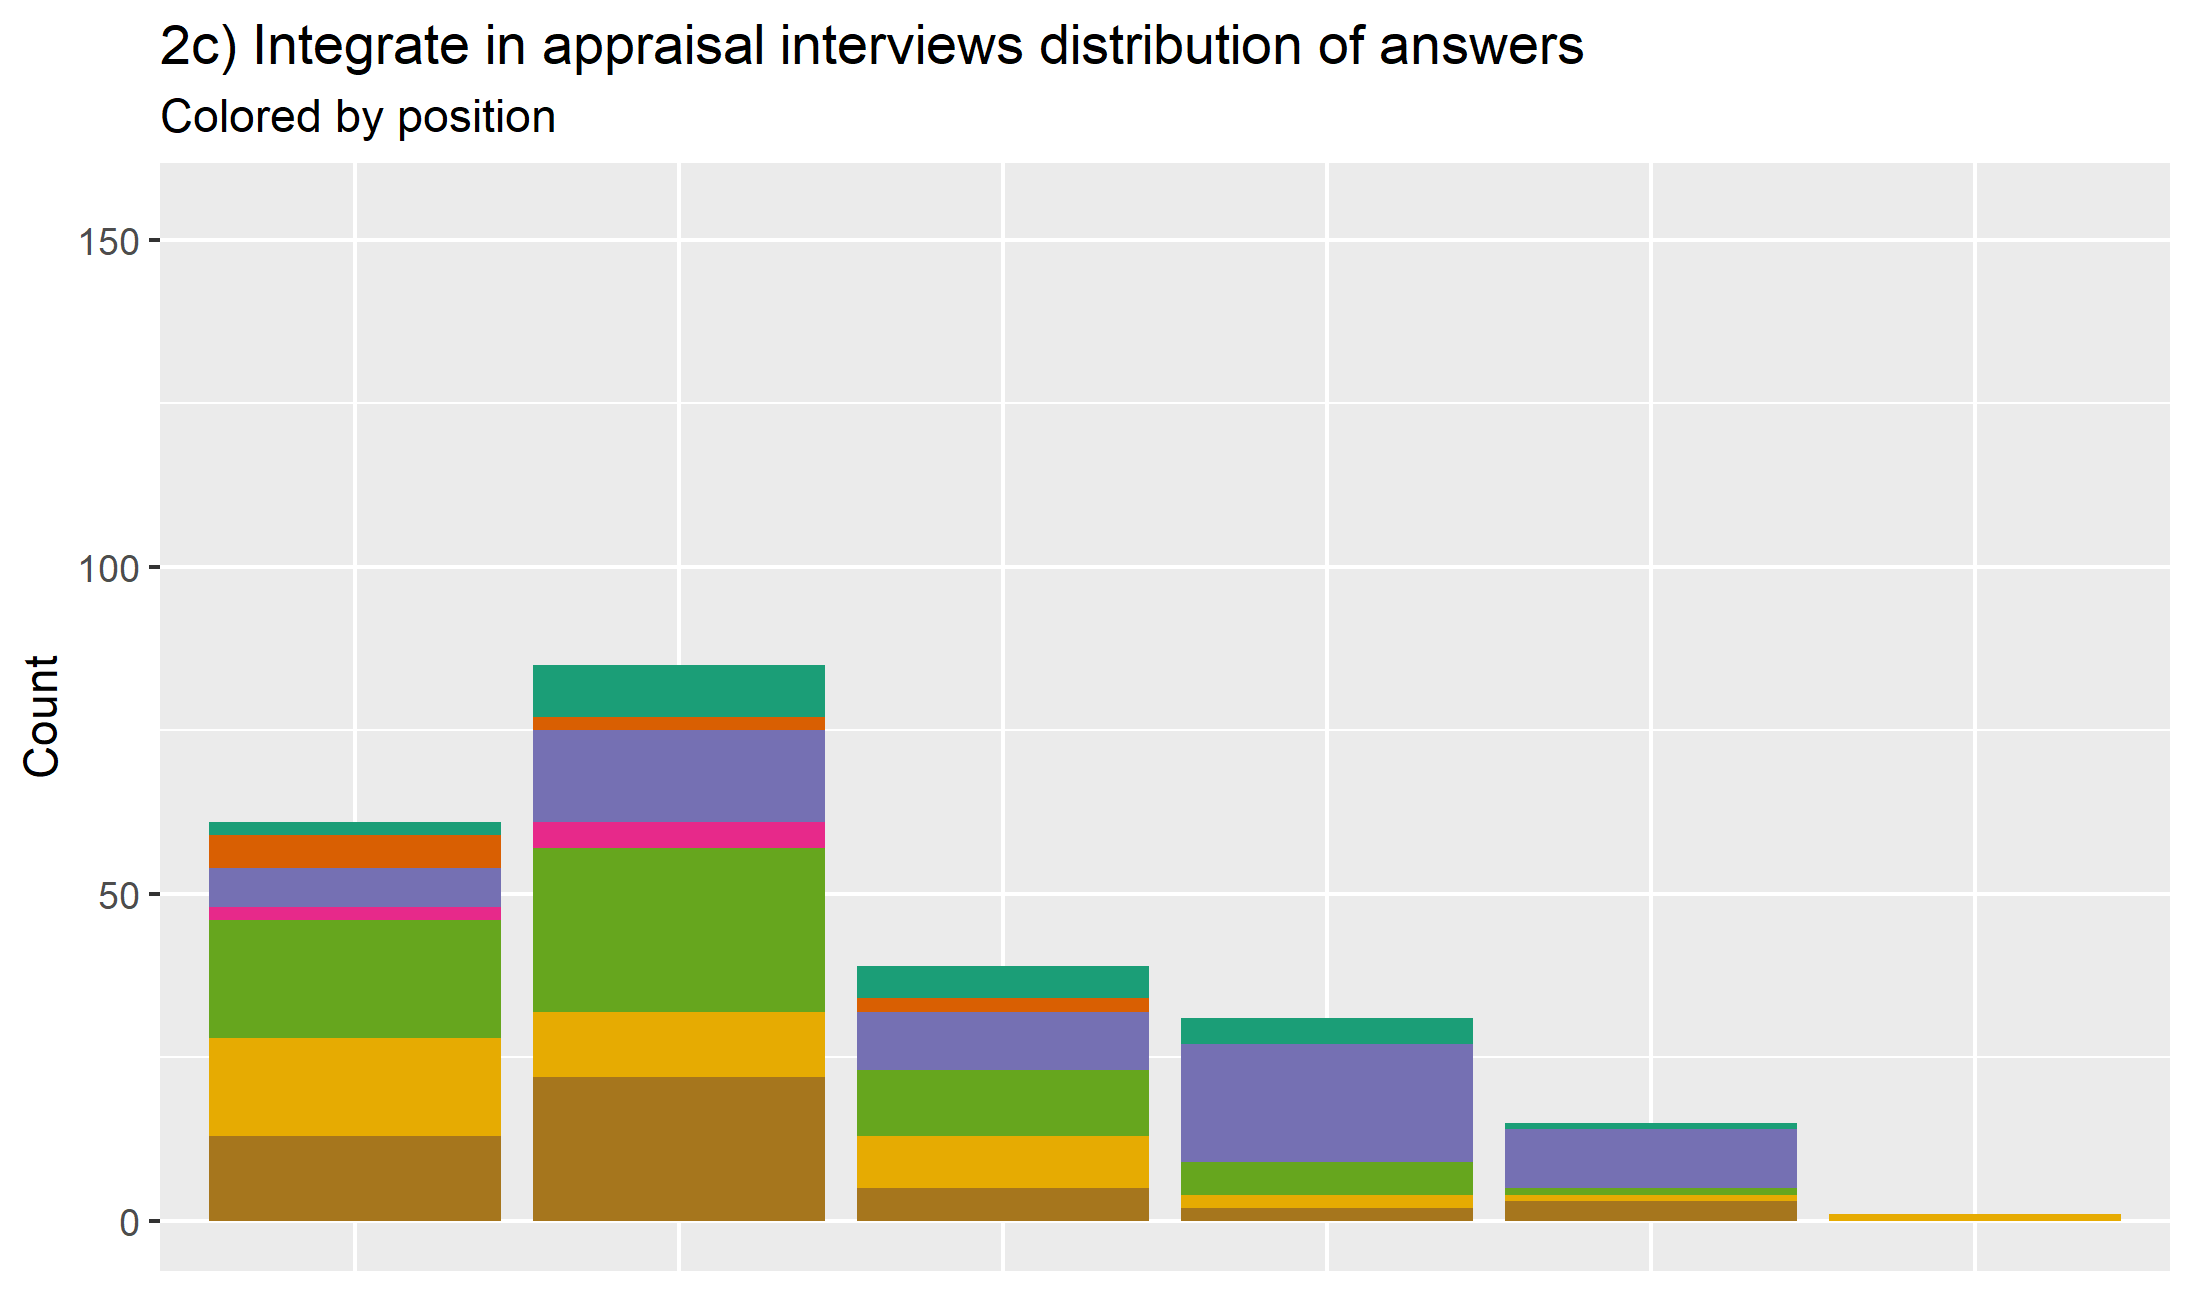 2c) Integrate in appraisal interviews distribution of answers
Colored by position
150
100
50
0
Count